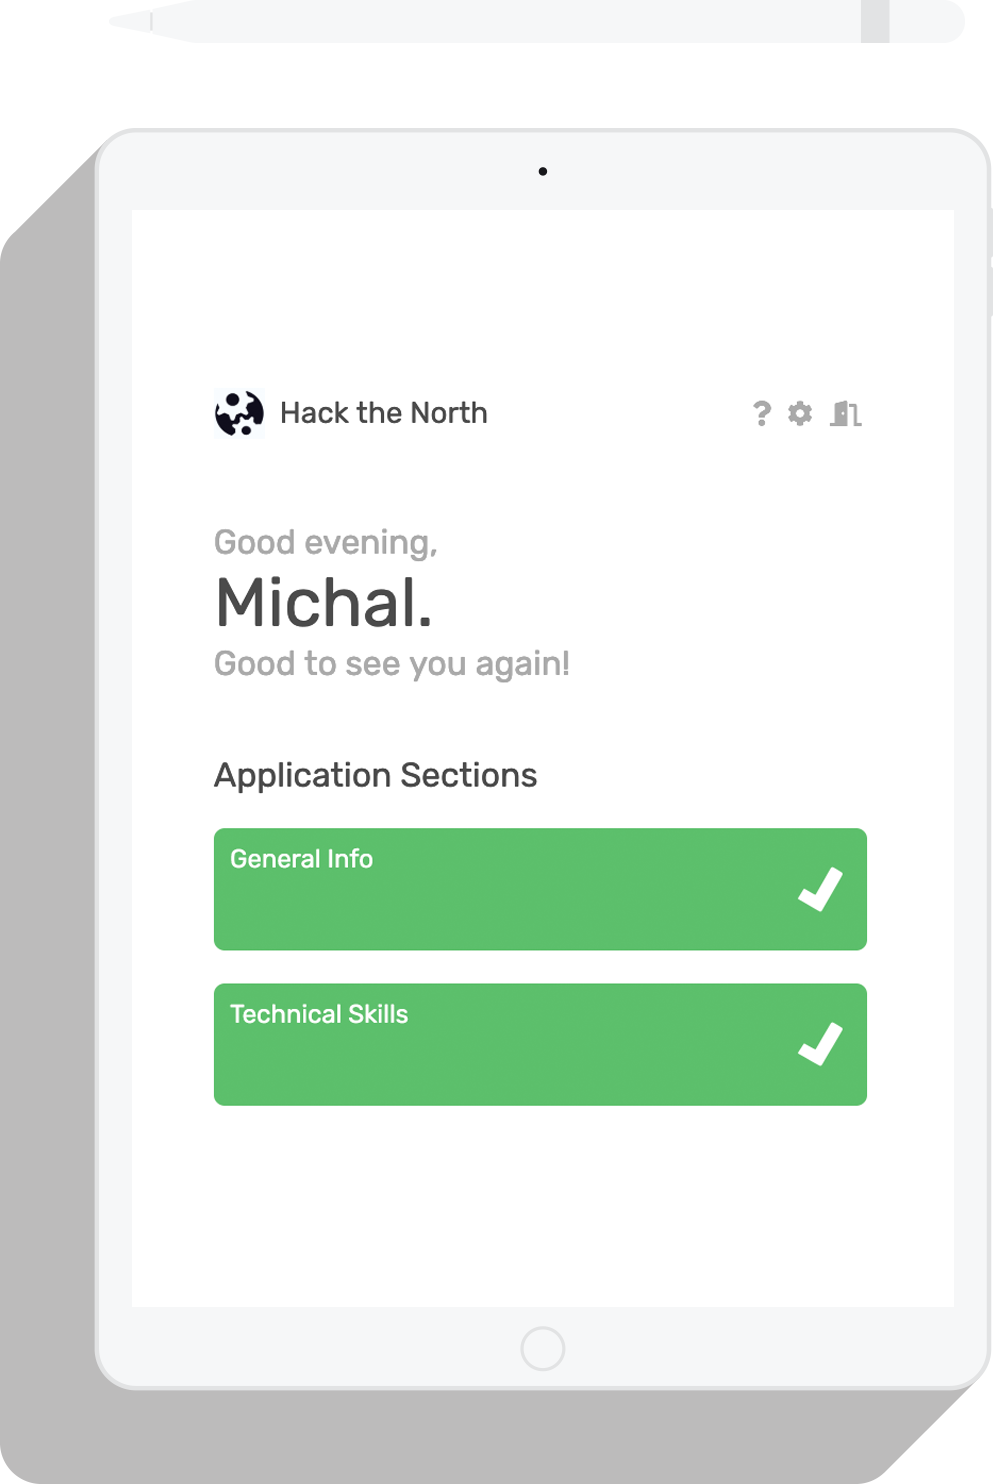 Hack the North
Good evening,
Michal.
Good to see you again!
Application Sections
General Info
Technical Skills